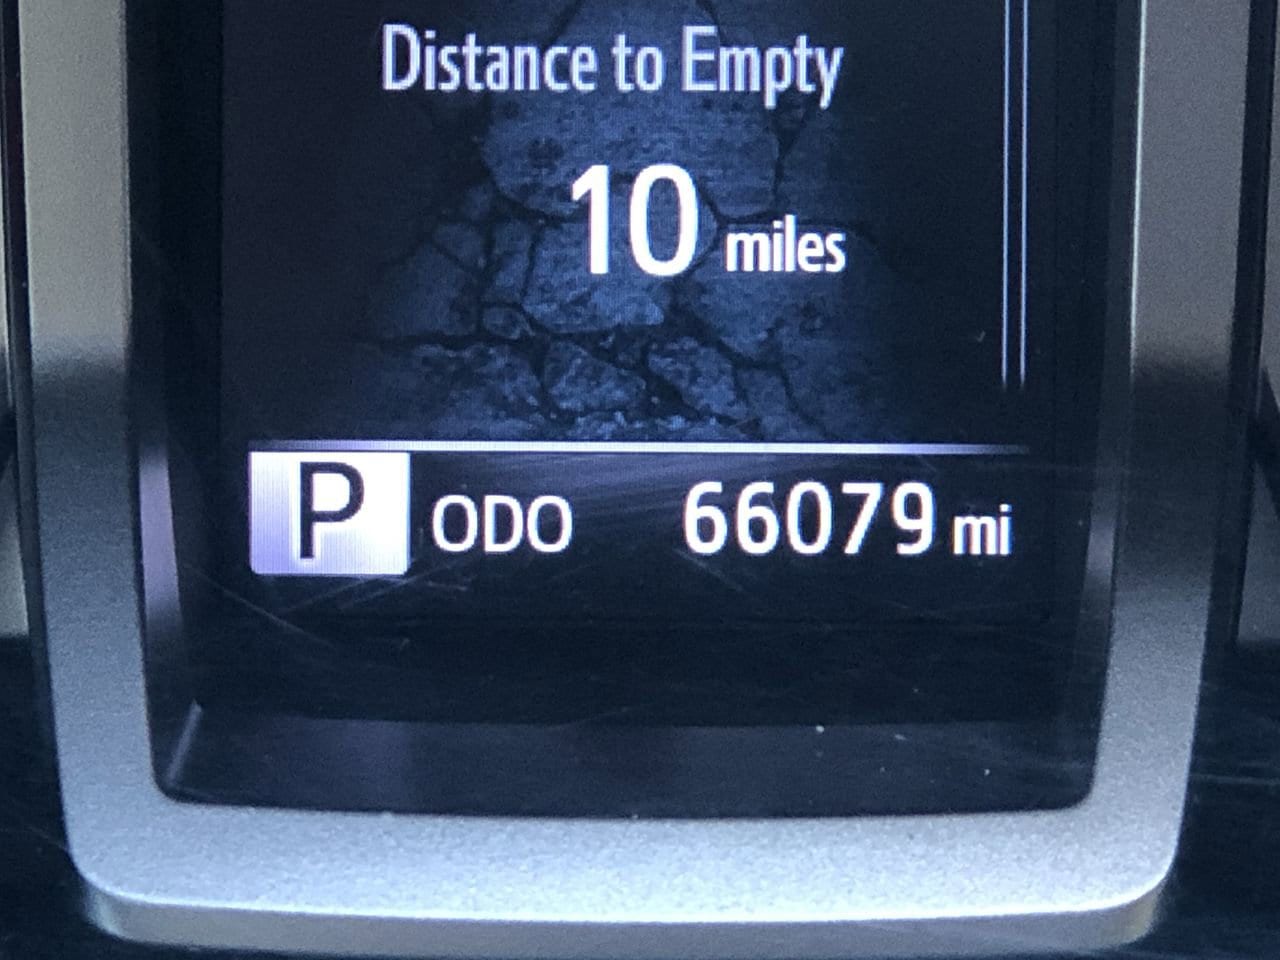 Distance to Empty
10 miles
P ODO 66079 mi